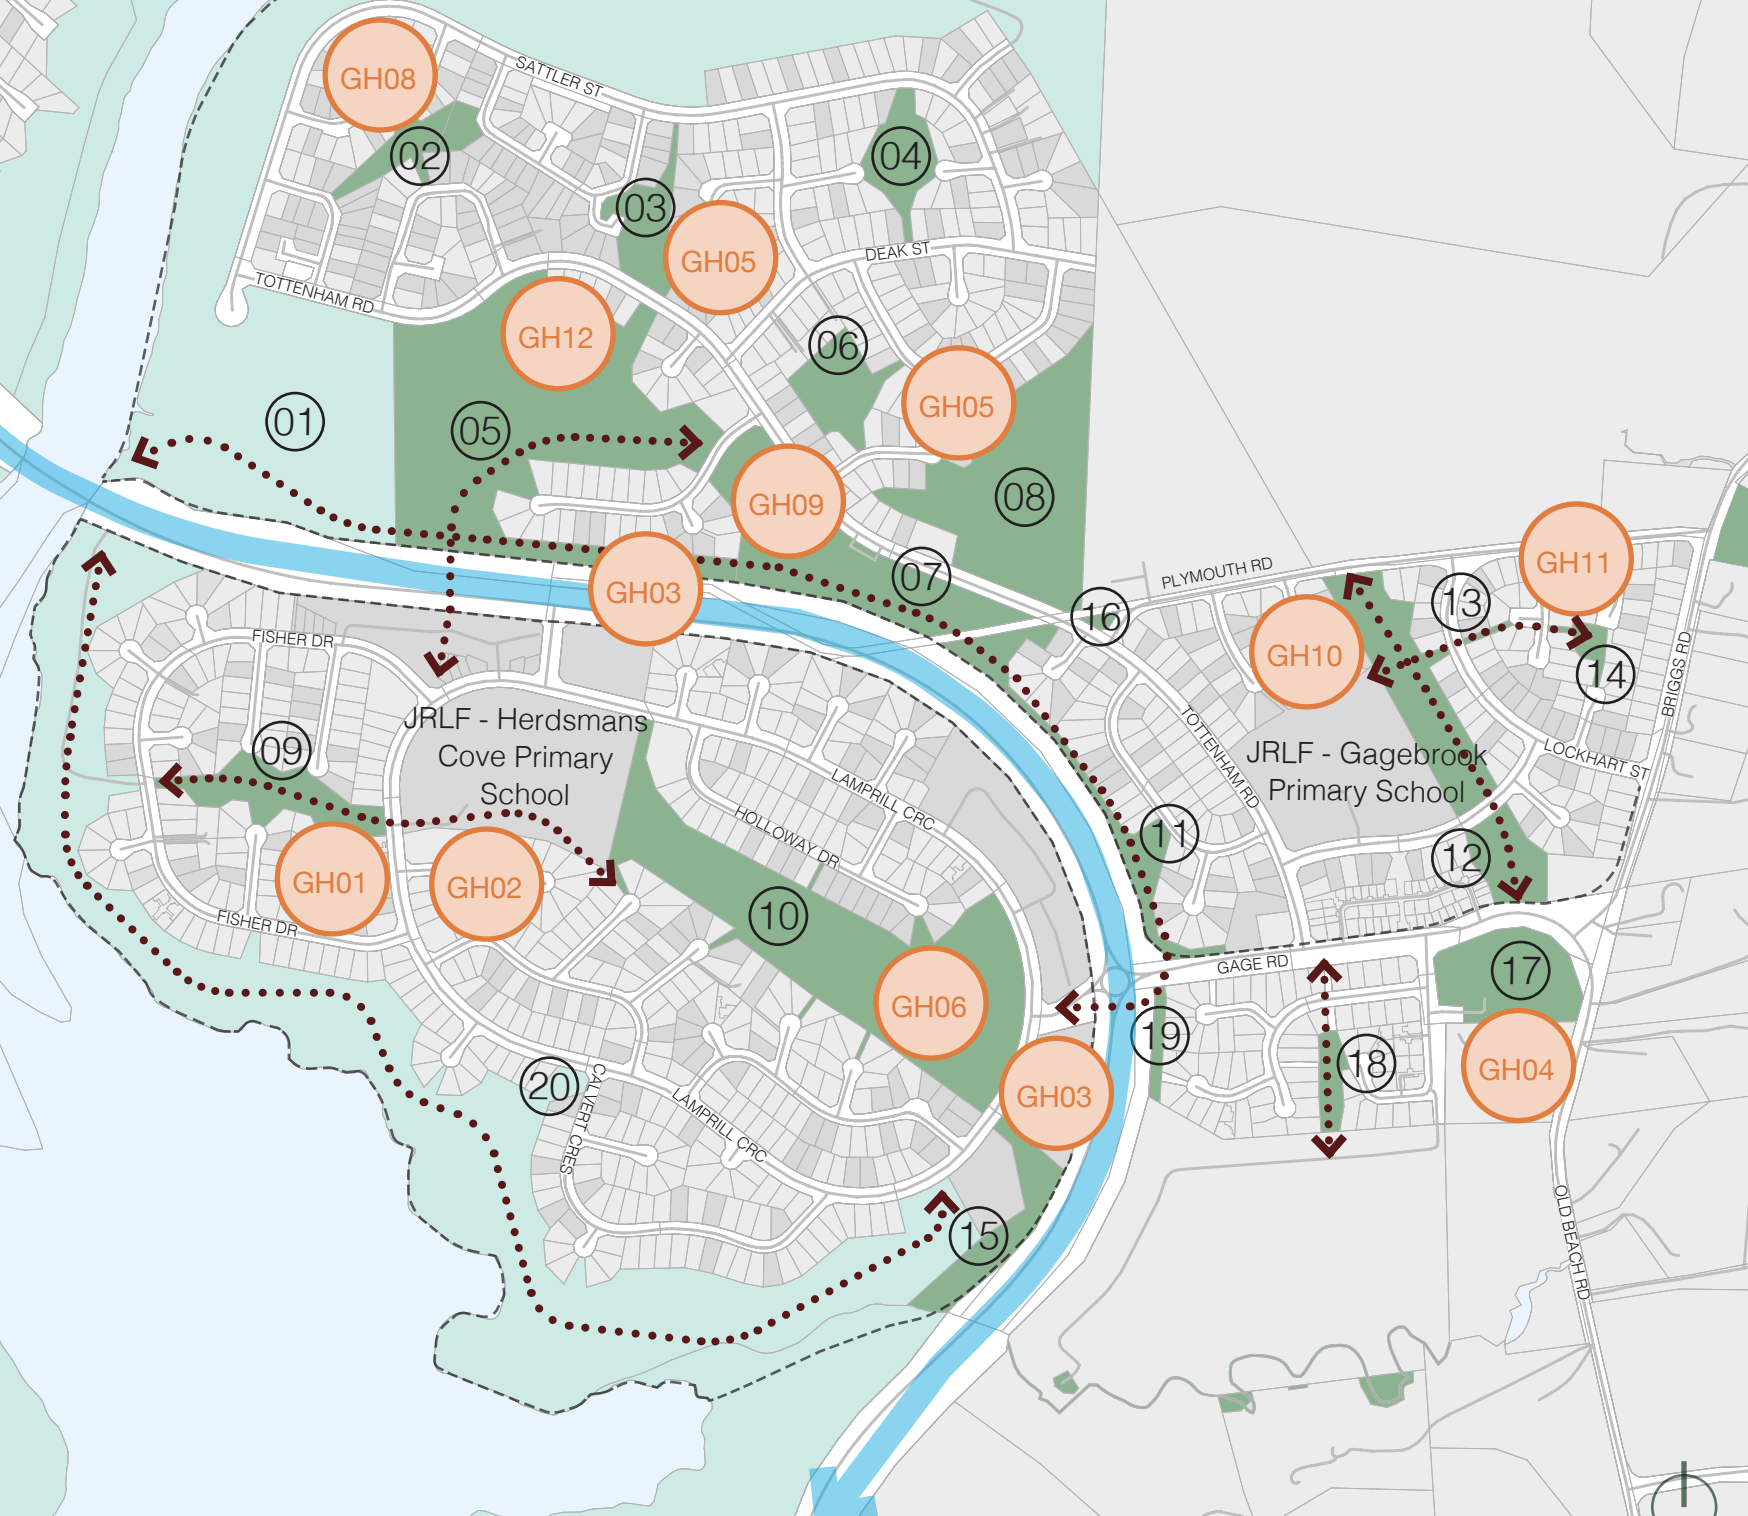 GH08
SATTLER ST
02
04
03
GH05
DEAK ST
TOTTENHAM RD
GH12
06
GH05
01
05
08
GH09
GH11
PLYMOUTH RD
07
GH03
16
13
FISHER DR
GH10
14
BRIGGS RD
JRLF - Herdsmans
Cove Primary
School
09
TOTTENHAM RD
JRLF - Gagebrook
Primary School
LOCKHART ST
LAMPRILL CRC
HOLLOWAY DR
11
12
GH01
GH02
10
FISHER DR
GAGE RD
17
GH06
19
18
GH04
20
CALVERT CRES
LAMPRILL CRC
GH03
15
OLD BEACH RD